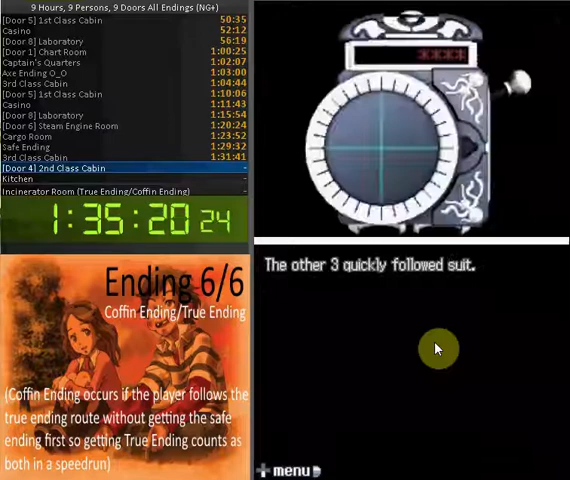 9 Hours, 9 Persons, 9 Doors All Endings (NG+)
[Door 5] 1st Class Cabin 50:35
Casino 52:12
[Door 8] Laboratory 56:19
[Door 1] Chart Room 1:00:25
Captain's Quarters 1:02:07
Axe Ending O_O 1:03:00
3rd Class Cabin 1:04:44
[Door 5] 1st Class Cabin 1:10:06
Casino 1:11:43
[Door 8] Laboratory 1:15:54
[Door 6] Steam Engine Room 1:20:24
Cargo Room 1:23:52
Safe Ending 1:29:32
3rd Class Cabin 1:31:41
[Door 4] 2nd Class Cabin -
Kitchen -
Incinerator Room (True Ending/Coffin Ending) -
1:35:20 24
Ending 6/6
Coffin Ending/True Ending
(Coffin Ending occurs if the player follows the
true ending route without getting the safe
ending first so getting True Ending counts as
both in a speedrun)
****
The other 3 quickly followed suit.
menu